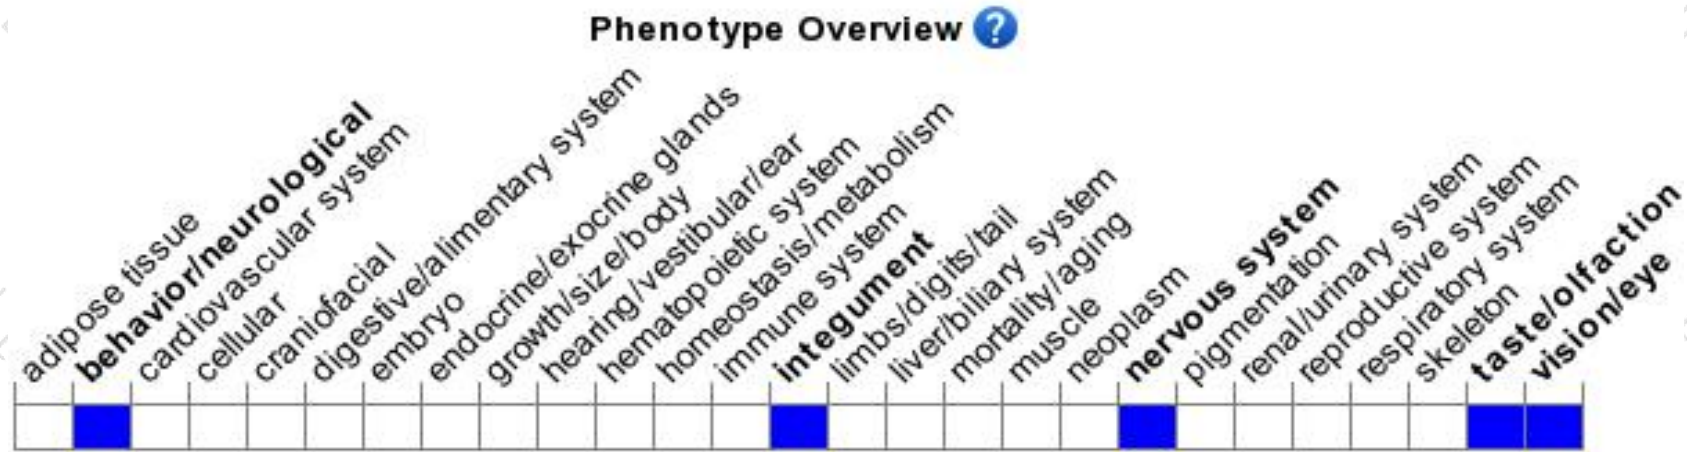 Phenotype Overview ?
adipose tissue
behavior/neurological
cardiovascular system
cellular
craniofacial
digestive/alimentary system
embryo
endocrine/exocrine glands
growth/size/body
hearing/vestibular/ear
hematopoietic system
homeostasis/metabolism
immune system
integument
limbs/digits/tail
liver/biliary system
mortality/aging
muscle
neoplasm
nervous system
pigmentation
renal/urinary system
reproductive system
respiratory system
skeleton
taste/olfaction
vision/eye